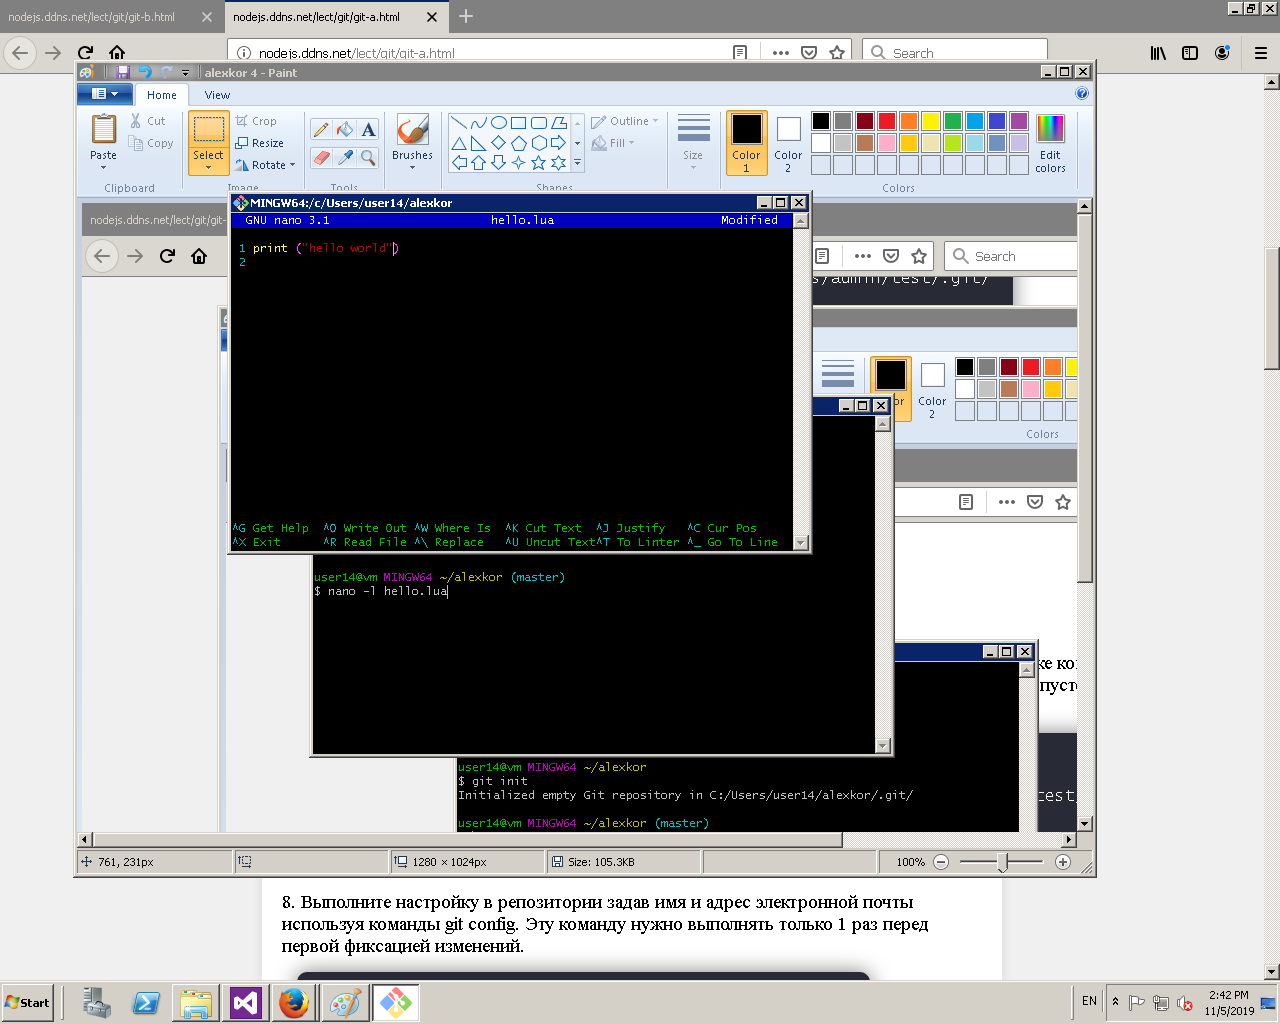 nodejs.ddns.net/lect/git/git-b.html
nodejs.ddns.net/lect/git/git-a.html
nodejs.ddns.net/lect/git/git-a.html
Search
alexkor 4 - Paint
Home
View
Paste
Cut
Copy
Clipboard
Select
Crop
Resize
Rotate
Image
Tools
Brushes
Shapes
Outline
Fill
Size
Color 1
Color 2
Edit colors
Colors
nodejs.ddns.net/lect/git
MINGW64:/c/Users/user14/alexkor
GNU nano 3.1 hello.lua Modified
1 print ("hello world")
2
Search
s/admin/test/.git/
Color 2
Colors
^G Get Help ^O Write Out ^W Where Is ^K Cut Text ^J Justify ^C Cur Pos
^X Exit ^R Read File ^\ Replace ^U Uncut Text ^T To Linter ^_ Go To Line
user14@vm MINGW64 ~/alexkor (master)
$ nano -l hello.lua
ке ко
пуст
test/
user14@vm MINGW64 ~/alexkor
$ git init
Initialized empty Git repository in C:/Users/user14/alexkor/.git/
user14@vm MINGW64 ~/alexkor (master)
761, 231px
1280 × 1024px
Size: 105.3KB
100%
8. Выполните настройку в репозитории задав имя и адрес электронной почты
используя команды git config. Эту команду нужно выполнять только 1 раз перед
первой фиксацией изменений.
Start
EN
2:42 PM
11/5/2019